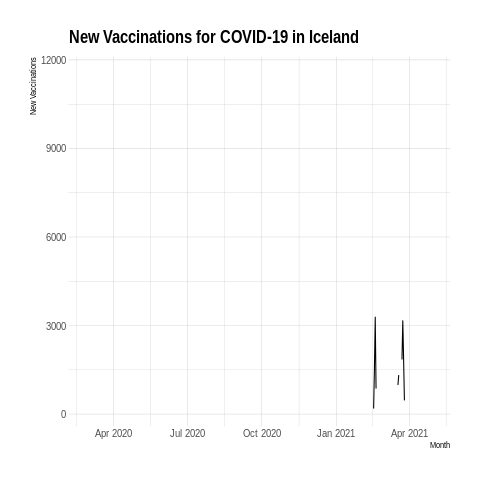 New Vaccinations for COVID-19 in Iceland
New Vaccinations
12000
9000
6000
3000
0
Apr 2020
Jul 2020
Oct 2020
Jan 2021
Apr 2021
Month